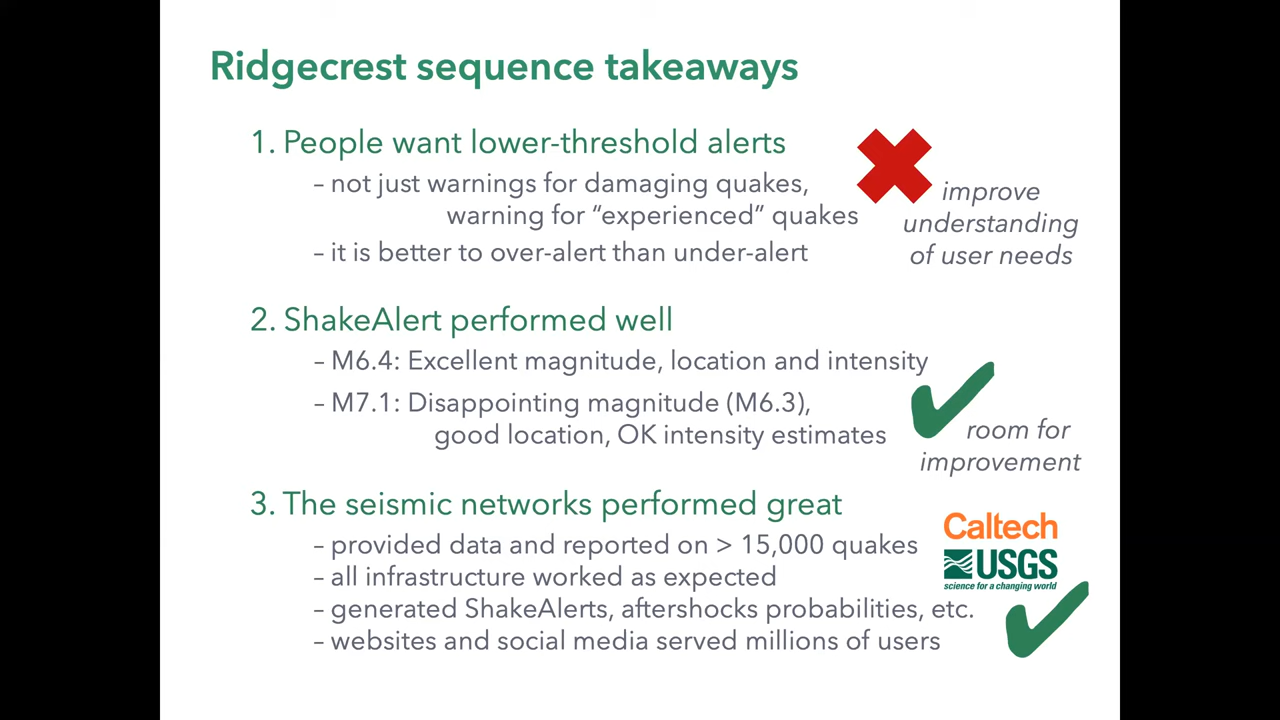 Ridgecrest sequence takeaways
1. People want lower-threshold alerts
– not just warnings for damaging quakes,
warning for “experienced” quakes
– it is better to over-alert than under-alert
improve
understanding
of user needs
2. ShakeAlert performed well
– M6.4: Excellent magnitude, location and intensity
– M7.1: Disappointing magnitude (M6.3),
good location, OK intensity estimates
room for
improvement
3. The seismic networks performed great
– provided data and reported on > 15,000 quakes
– all infrastructure worked as expected
– generated ShakeAlerts, aftershocks probabilities, etc.
– websites and social media served millions of users
Caltech
USGS
science for a changing world